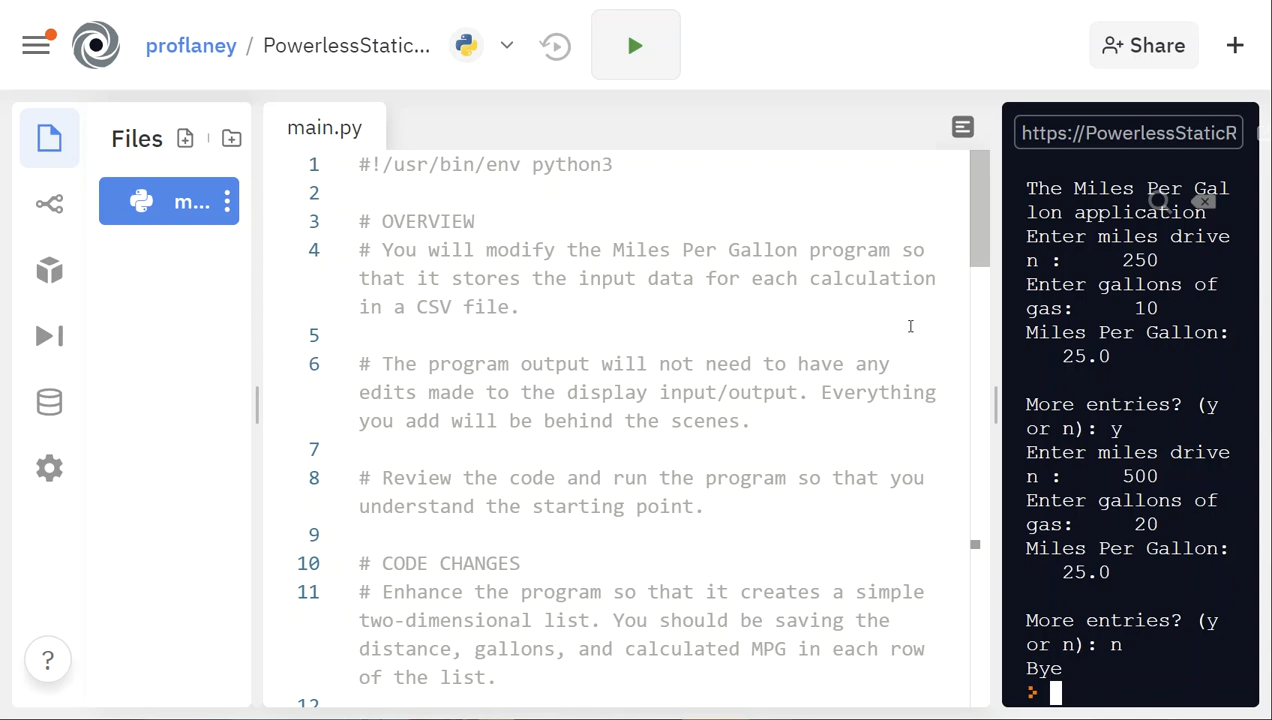 proflaney / PowerlessStatic...
Share
Files
m...
main.py
1 #!/usr/bin/env python3
2
3 # OVERVIEW
4 # You will modify the Miles Per Gallon program so
that it stores the input data for each calculation
in a CSV file.
5
6 # The program output will not need to have any
edits made to the display input/output. Everything
you add will be behind the scenes.
7
8 # Review the code and run the program so that you
understand the starting point.
9
10 # CODE CHANGES
11 # Enhance the program so that it creates a simple
two-dimensional list. You should be saving the
distance, gallons, and calculated MPG in each row
of the list.
12
?
https://PowerlessStaticR
The Miles Per Gal
lon application
Enter miles drive
n :     250
Enter gallons of
gas:     10
Miles Per Gallon:
   25.0
More entries? (y
or n): y
Enter miles drive
n :     500
Enter gallons of
gas:     20
Miles Per Gallon:
   25.0
More entries? (y
or n): n
Bye